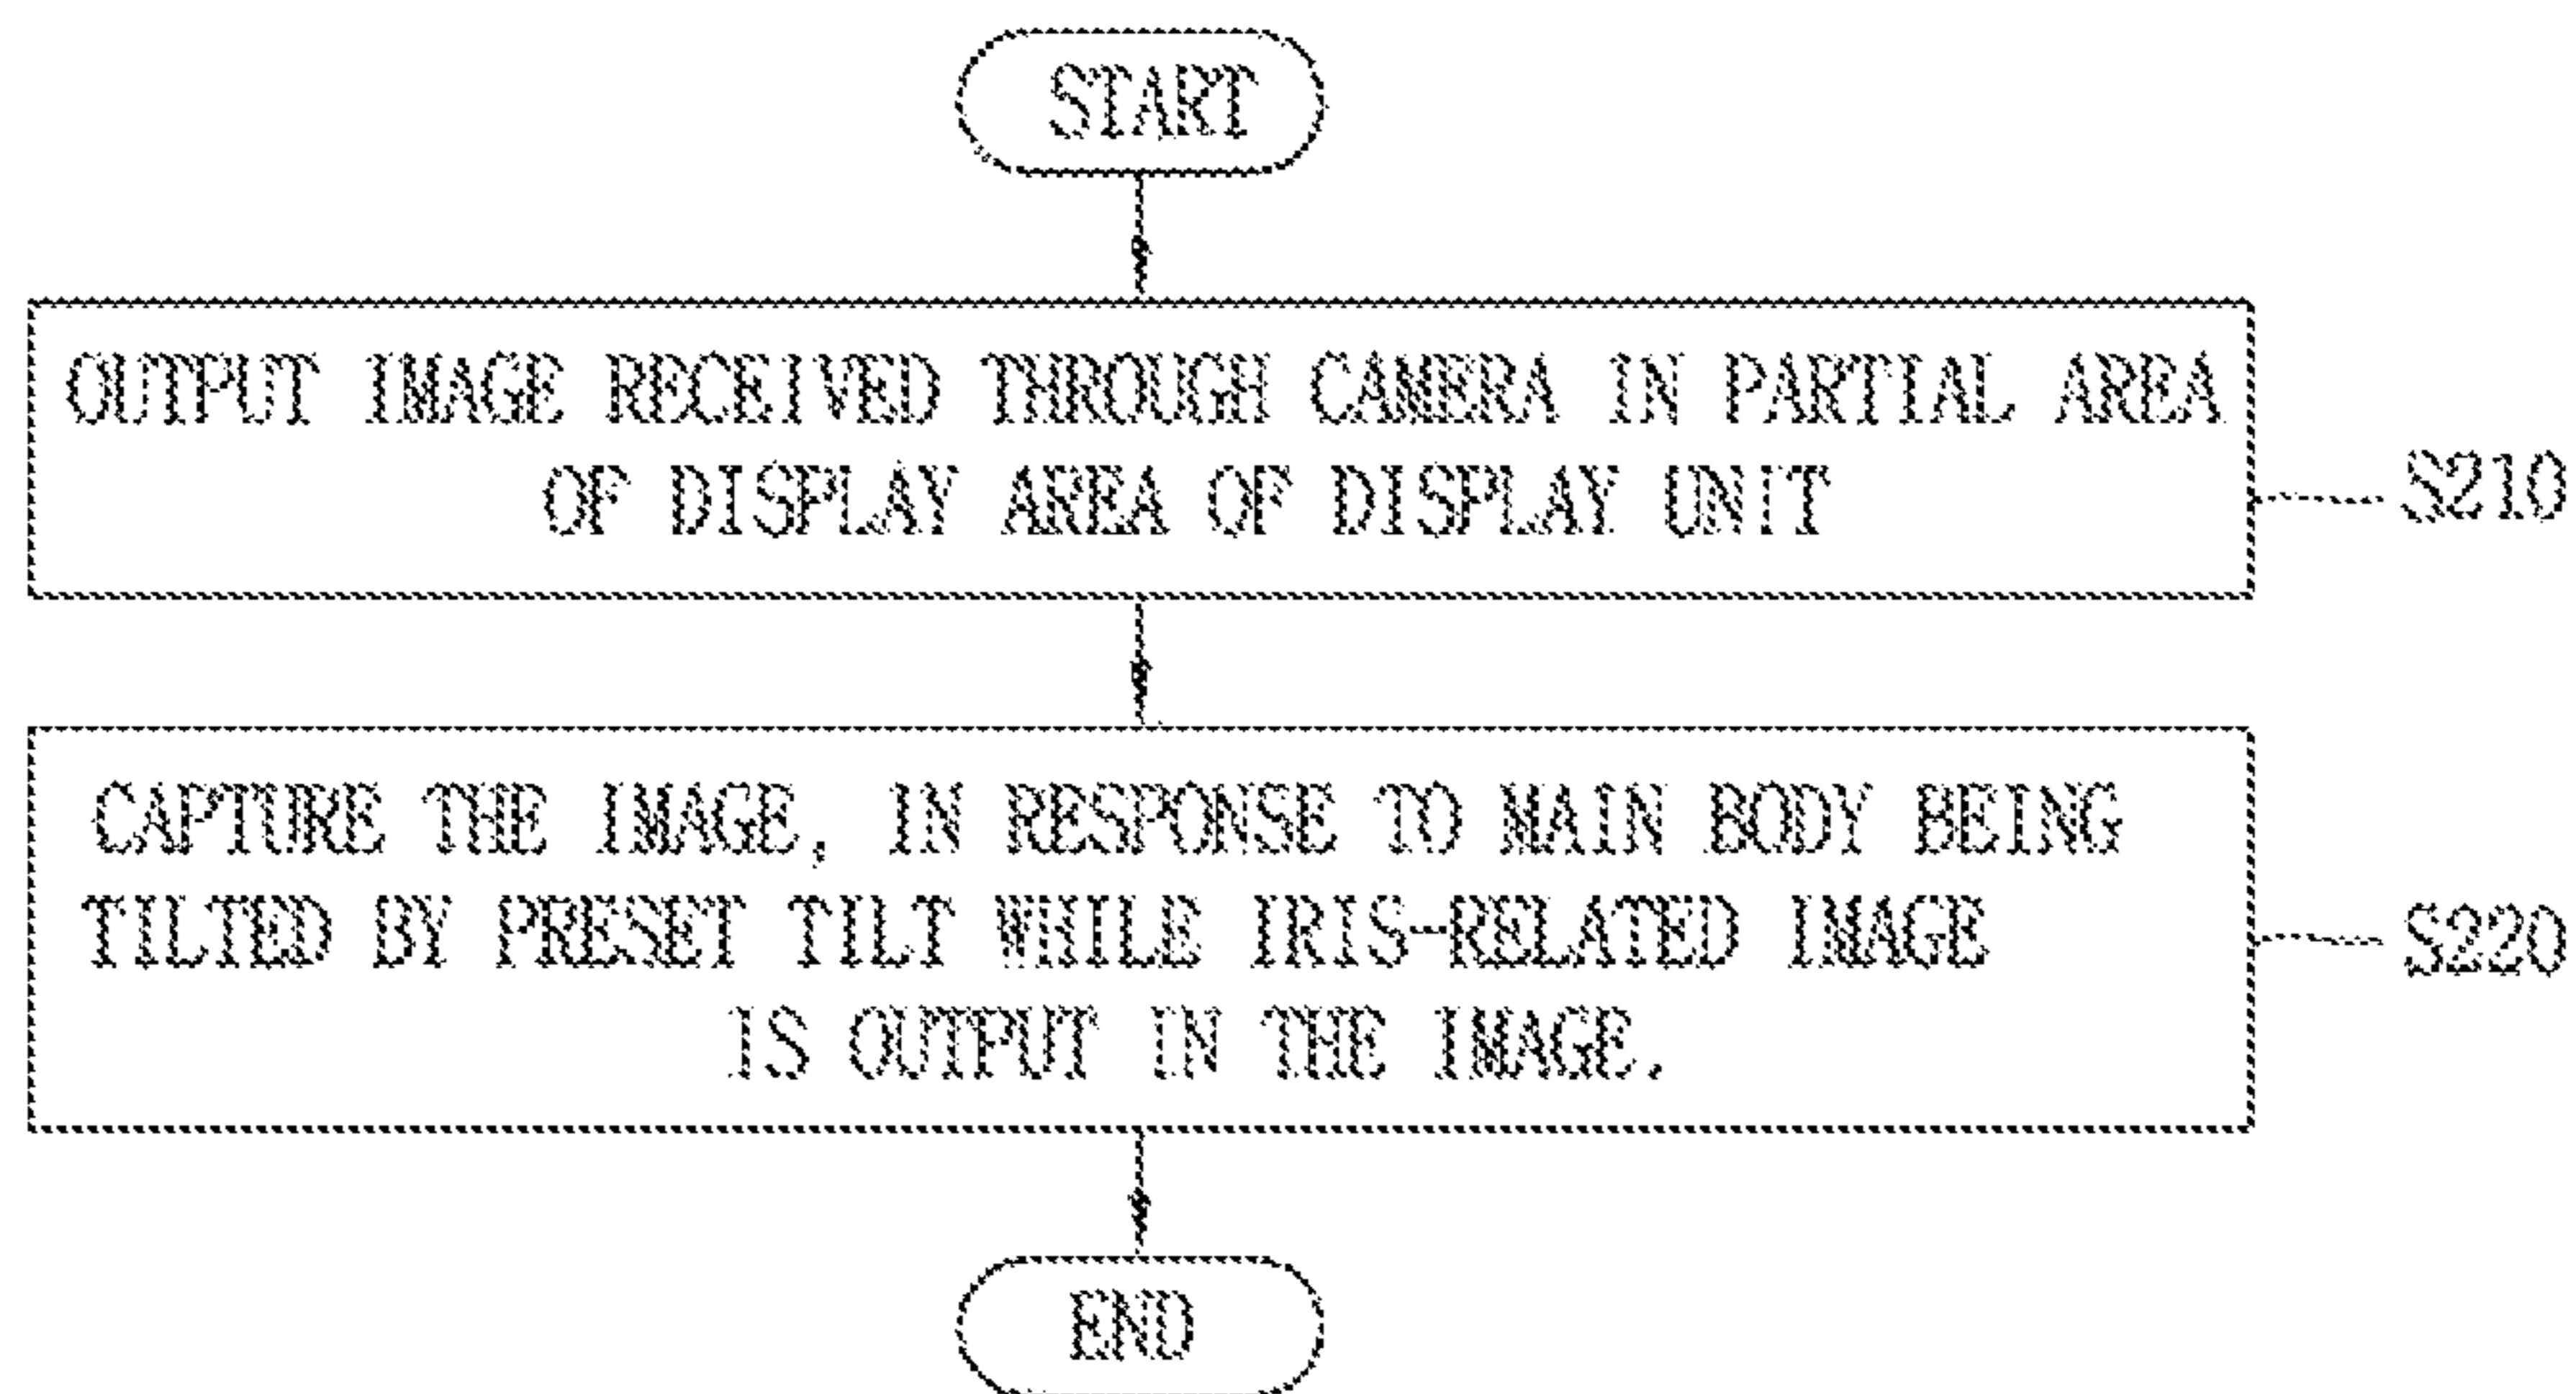 START
OUTPUT IMAGE RECEIVED THROUGH CAMERA IN PARTIAL AREA
OF DISPLAY AREA OF DISPLAY UNIT
S210
CAPTURE THE IMAGE, IN RESPONSE TO MAIN BODY BEING
TILTED BY PRESET TILT WHILE IRIS-RELATED IMAGE
IS OUTPUT IN THE IMAGE.
S220
END